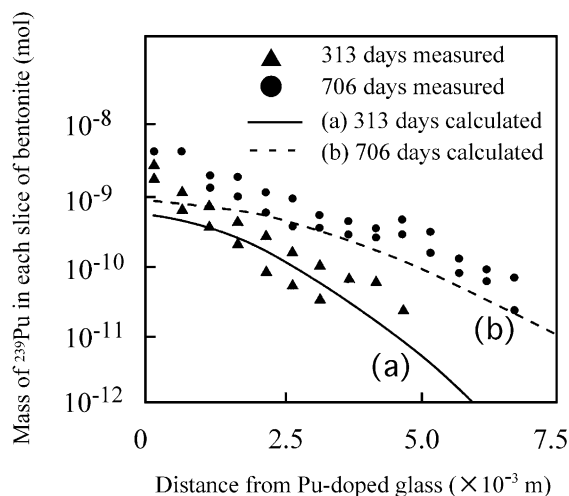 313 days measured
706 days measured
(a) 313 days calculated
(b) 706 days calculated
Mass of ²³⁹Pu in each slice of bentonite (mol)
10⁻⁸
10⁻⁹
10⁻¹⁰
10⁻¹¹
10⁻¹²
(b)
(a)
0 2.5 5.0 7.5
Distance from Pu-doped glass (×10⁻³ m)